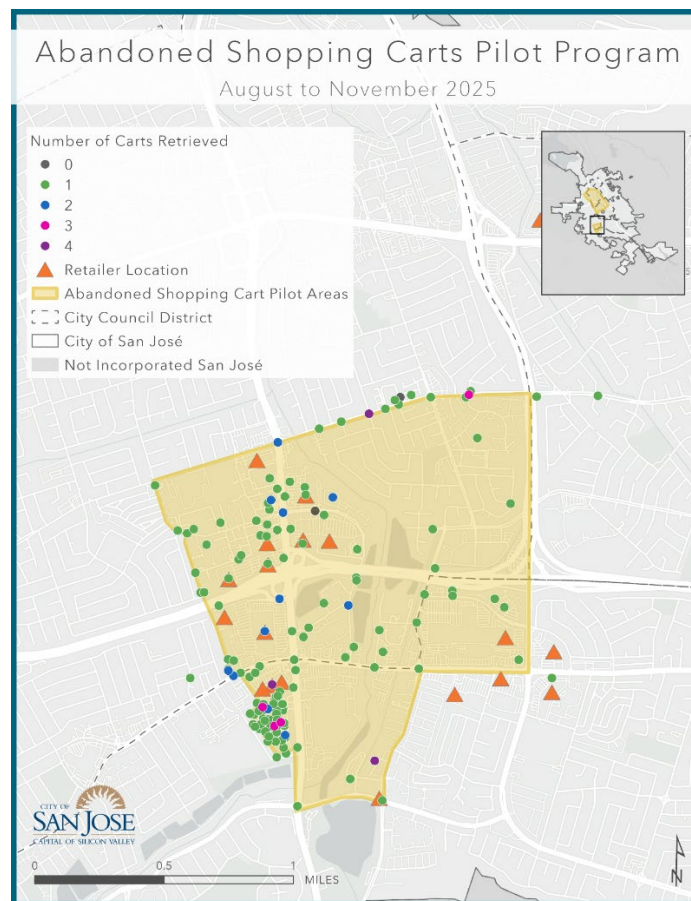 Abandoned Shopping Carts Pilot Program
August to November 2025
Number of Carts Retrieved
0
1
2
3
4
Retailer Location
Abandoned Shopping Cart Pilot Areas
City Council District
City of San José
Not Incorporated San José
CITY OF
SAN JOSE
CAPITAL OF SILICON VALLEY
0 0.5 1
MILES
N